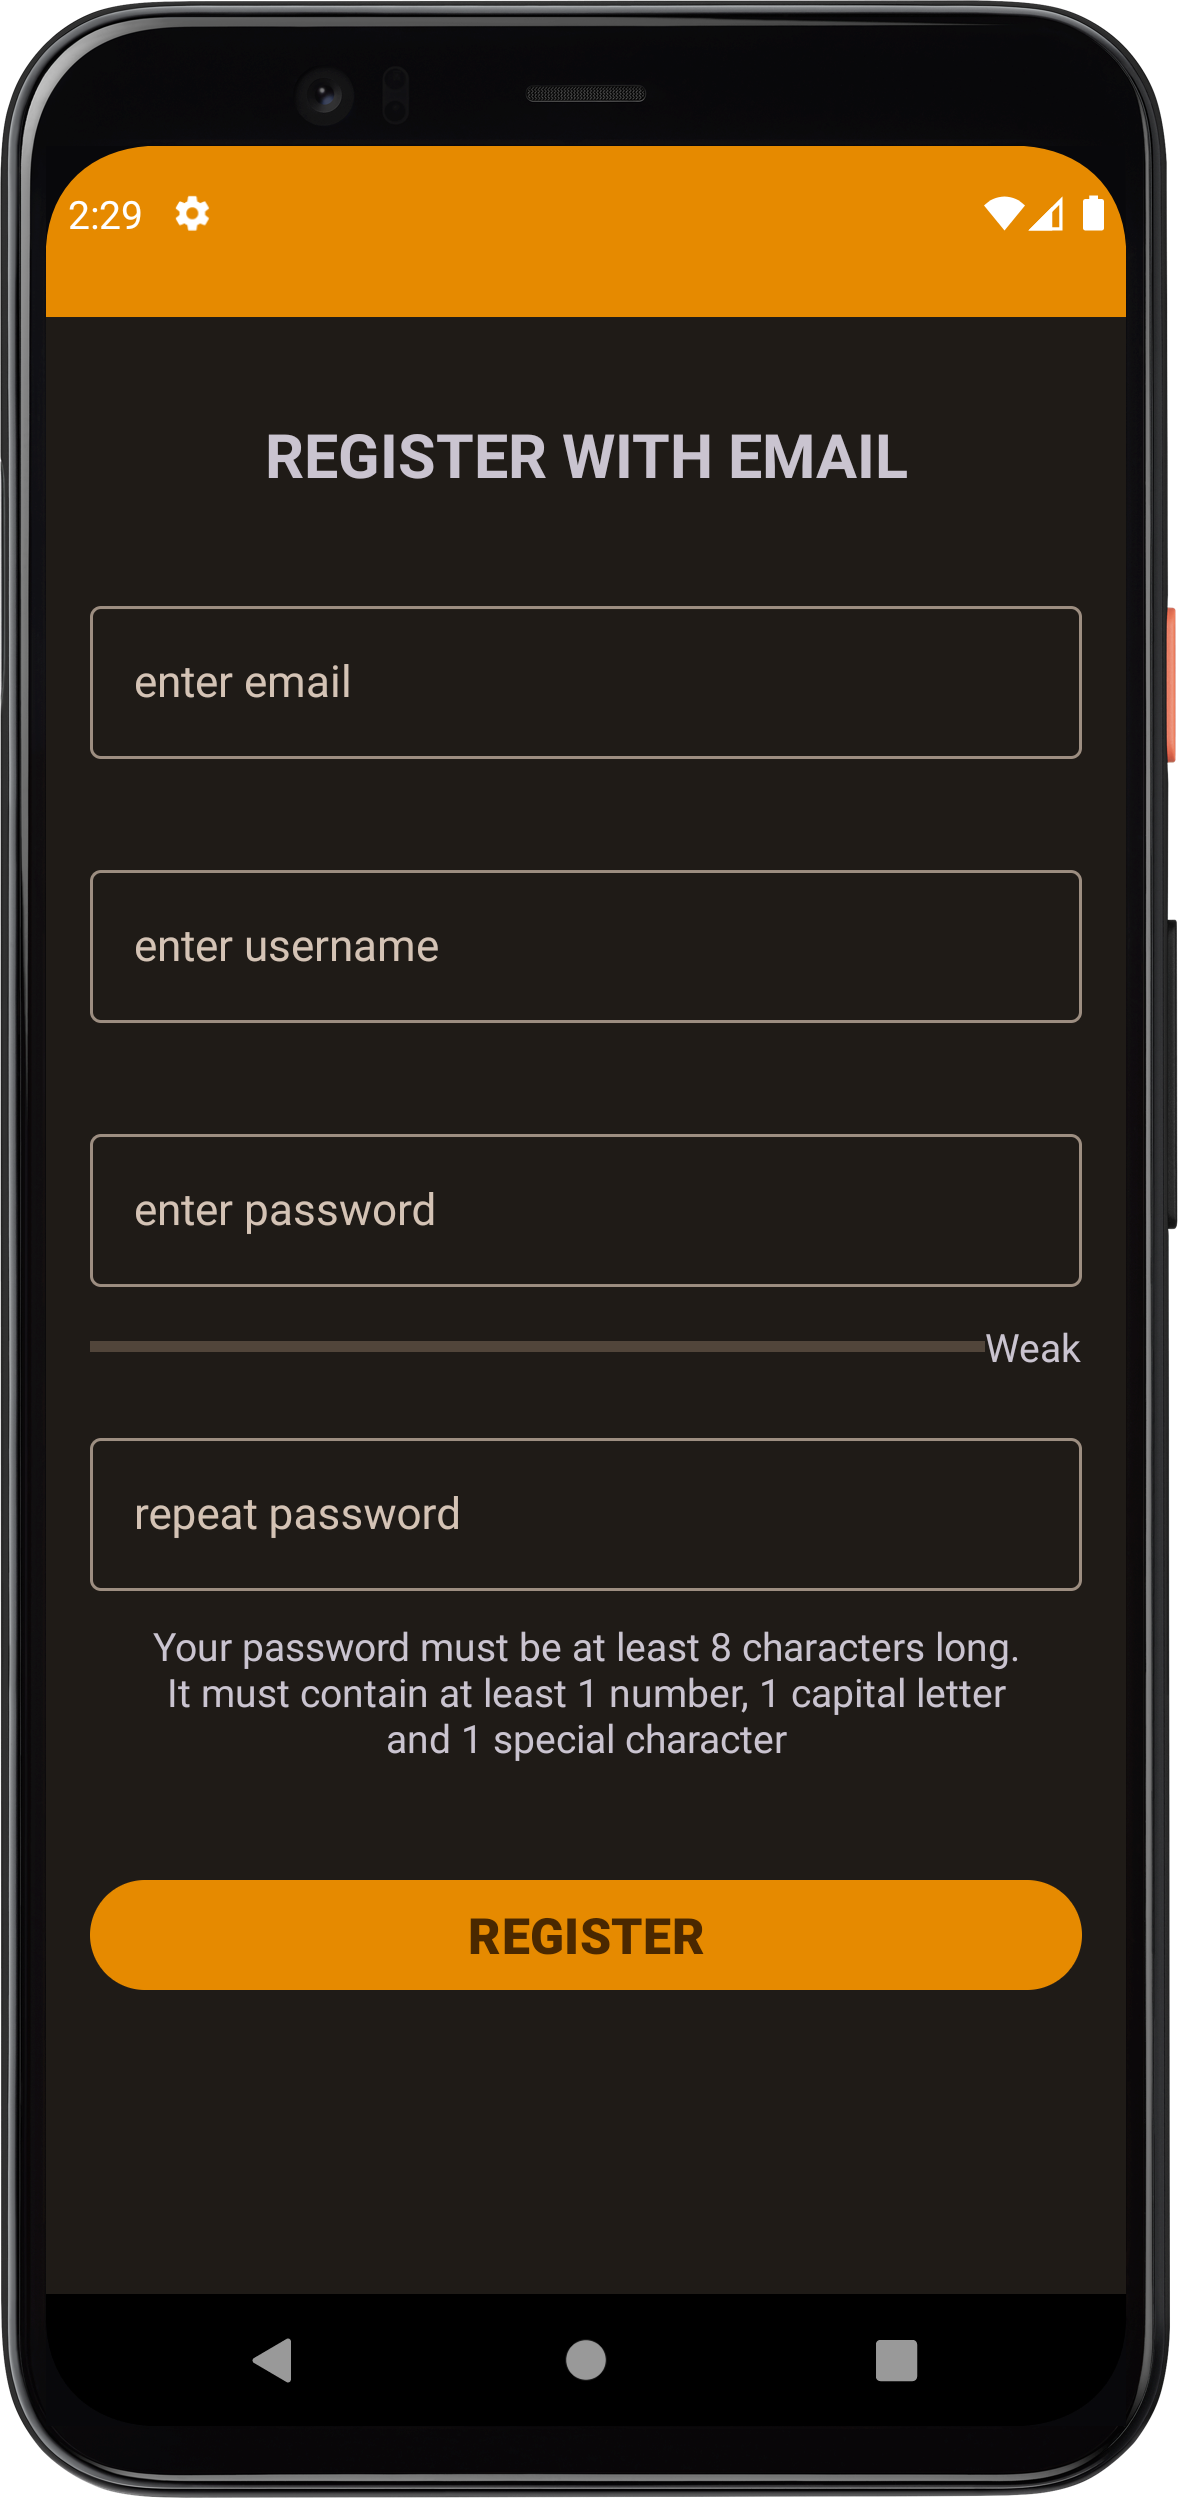 2:29
REGISTER WITH EMAIL
enter email
enter username
enter password
Weak
repeat password
Your password must be at least 8 characters long.
It must contain at least 1 number, 1 capital letter
and 1 special character
REGISTER